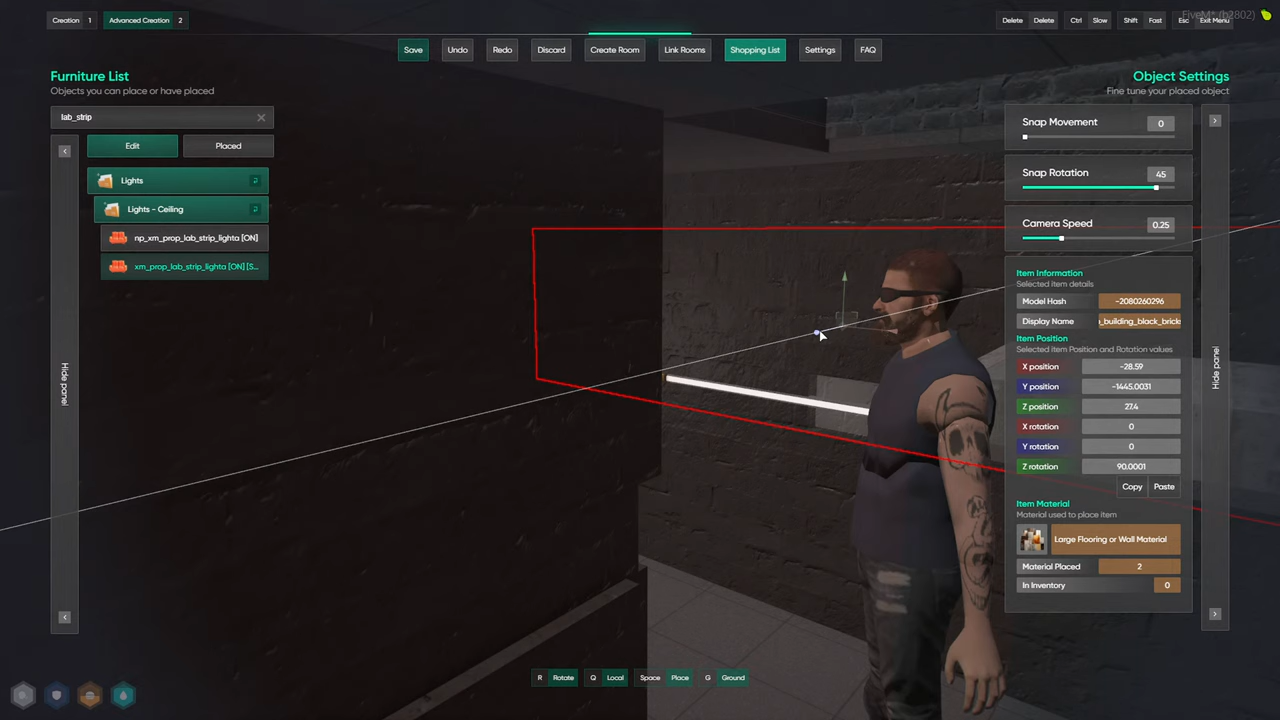 Creation 1 Advanced Creation 2
FiveM® (b2802)
Delete Delete Ctrl Slow Shift Fast Esc Exit Menu
Save Undo Redo Discard Create Room Link Rooms Shopping List Settings FAQ
Furniture List
Objects you can place or have placed
lab_strip
Edit Placed
Lights
Lights - Ceiling
np_xm_prop_lab_strip_lighta [ON]
xm_prop_lab_strip_lighta [ON] [S...
Hide panel
Object Settings
Fine tune your placed object
Snap Movement 0
Snap Rotation 45
Camera Speed 0.25
Item Information
Selected item details
Model Hash -2080260296
Display Name _building_black_bricks
Item Position
Selected item Position and Rotation values
X position -28.59
Y position -1445.0031
Z position 27.4
X rotation 0
Y rotation 0
Z rotation 90.0001
Copy Paste
Item Material
Material used to place item
Large Flooring or Wall Material
Material Placed 2
In Inventory 0
Hide panel
R Rotate Q Local Space Place G Ground